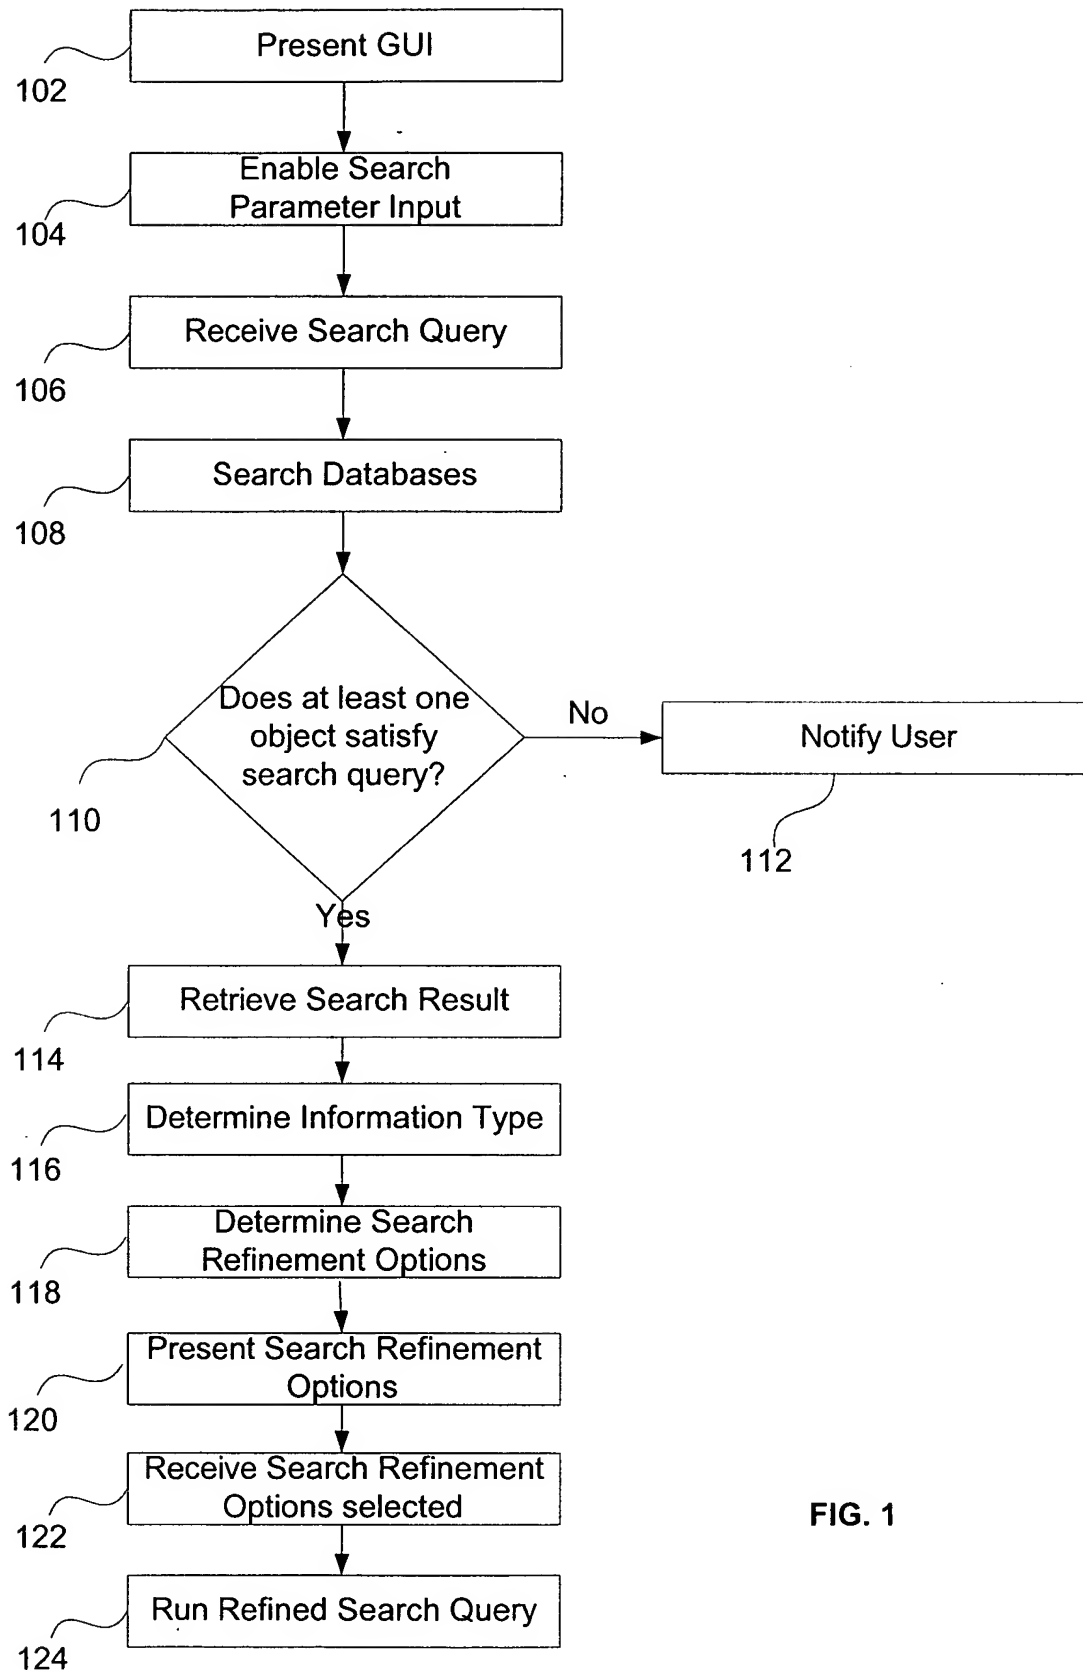 Present GUI
102
Enable Search
Parameter Input
104
Receive Search Query
106
Search Databases
108
Does at least one
object satisfy
search query?
110
No
Notify User
112
Yes
Retrieve Search Result
114
Determine Information Type
116
Determine Search
Refinement Options
118
Present Search Refinement
Options
120
Receive Search Refinement
Options selected
122
FIG. 1
Run Refined Search Query
124